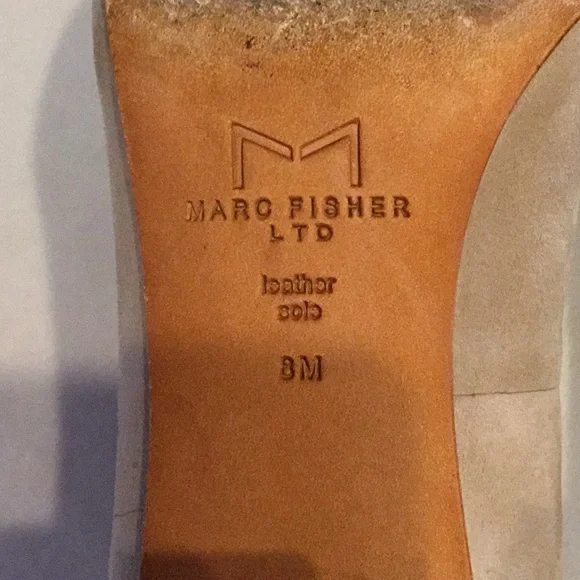 MARC FISHER
LTD
leather
sole
8M